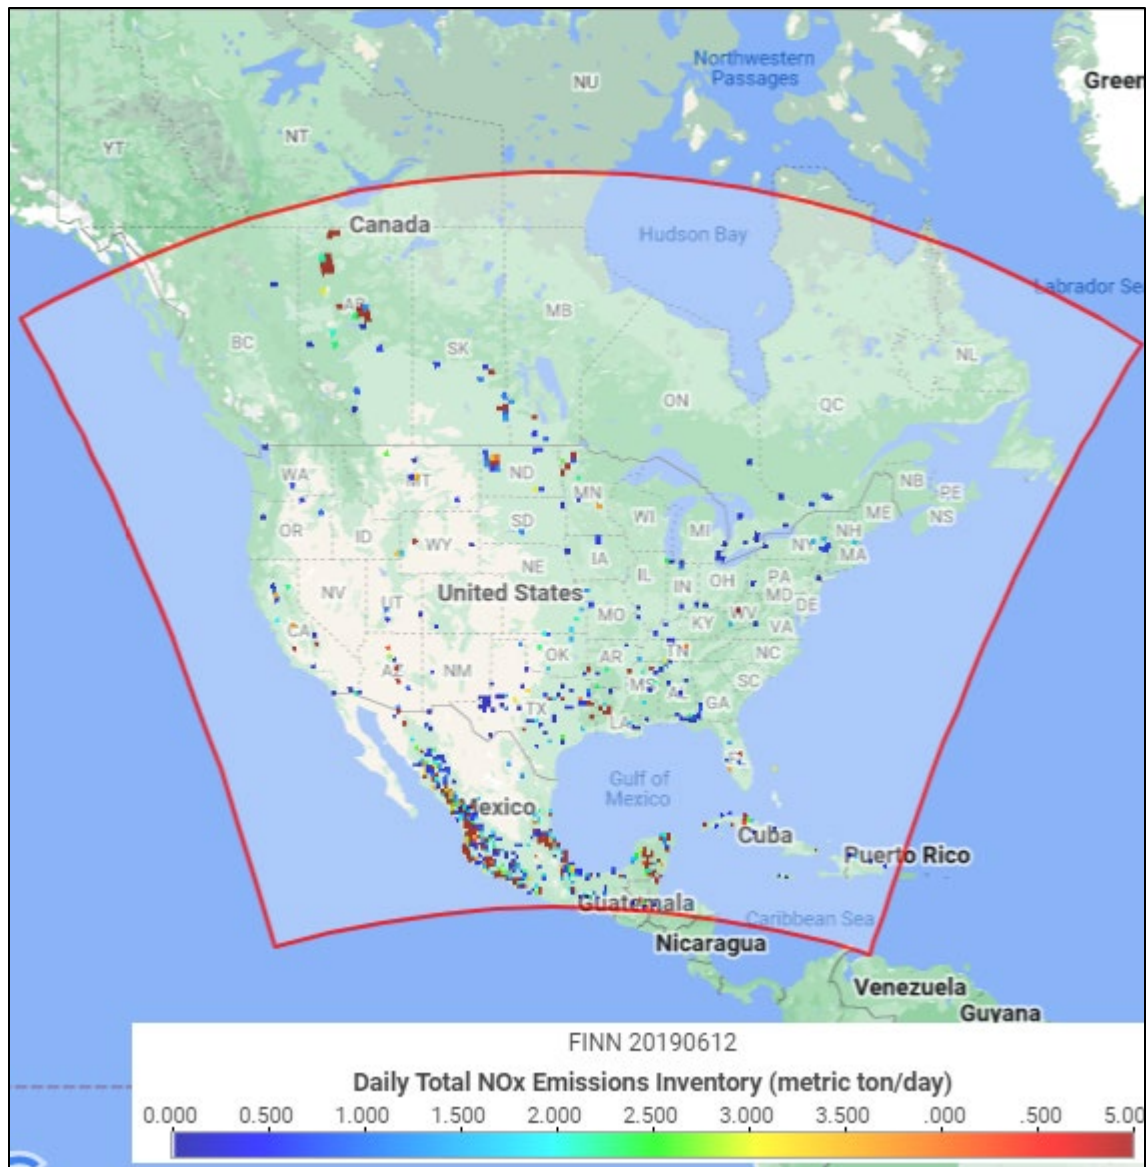 Northwestern
Passages
NU
Green
NT
YT
Canada
Hudson Bay
Labrador Se
AB
MB
BC
SK
NL
ON
QC
WA
MT
ND
MN
NB
PE
NS
ME
OR
ID
SD
WI
MI
NH
WY
IA
NY
MA
NE
IL
IN
OH
PA
MD
NV
UT
United States
MO
WV
DE
KY
VA
CA
AZ
NM
OK
AR
TN
NC
MS
AL
SC
GA
TX
LA
FL
Gulf of
Mexico
Mexico
Cuba
Puerto Rico
Guatemala
Caribbean Sea
Nicaragua
Venezuela
Guyana
FINN 20190612
Daily Total NOx Emissions Inventory (metric ton/day)
0.000 0.500 1.000 1.500 2.000 2.500 3.000 3.500 .000 .500 5.00